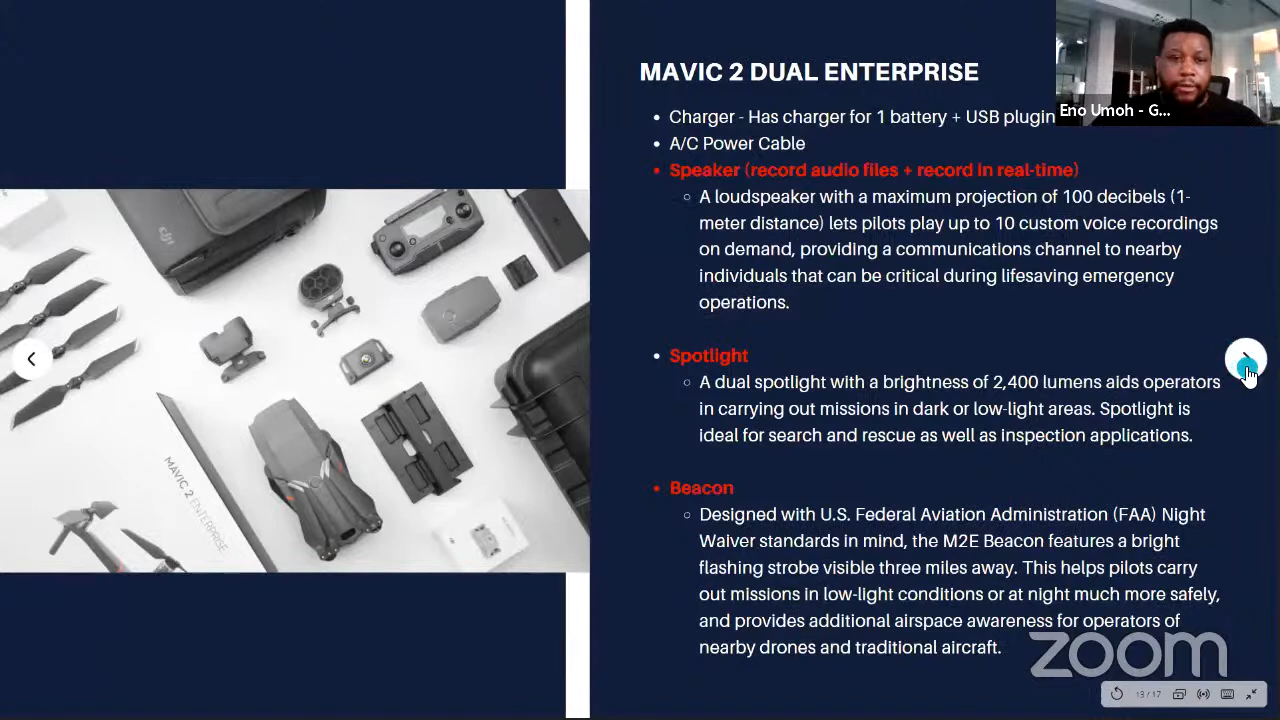 MAVIC 2 DUAL ENTERPRISE
Charger - Has charger for 1 battery + USB plugin
A/C Power Cable
Speaker (record audio files + record in real-time)
A loudspeaker with a maximum projection of 100 decibels (1-
meter distance) lets pilots play up to 10 custom voice recordings
on demand, providing a communications channel to nearby
individuals that can be critical during lifesaving emergency
operations.
Spotlight
A dual spotlight with a brightness of 2,400 lumens aids operators
in carrying out missions in dark or low-light areas. Spotlight is
ideal for search and rescue as well as inspection applications.
Beacon
Designed with U.S. Federal Aviation Administration (FAA) Night
Waiver standards in mind, the M2E Beacon features a bright
flashing strobe visible three miles away. This helps pilots carry
out missions in low-light conditions or at night much more safely,
and provides additional airspace awareness for operators of
nearby drones and traditional aircraft.
Eno Umoh - G...
dji
MAVIC 2 ENTERPRISE
zoom
13 / 17